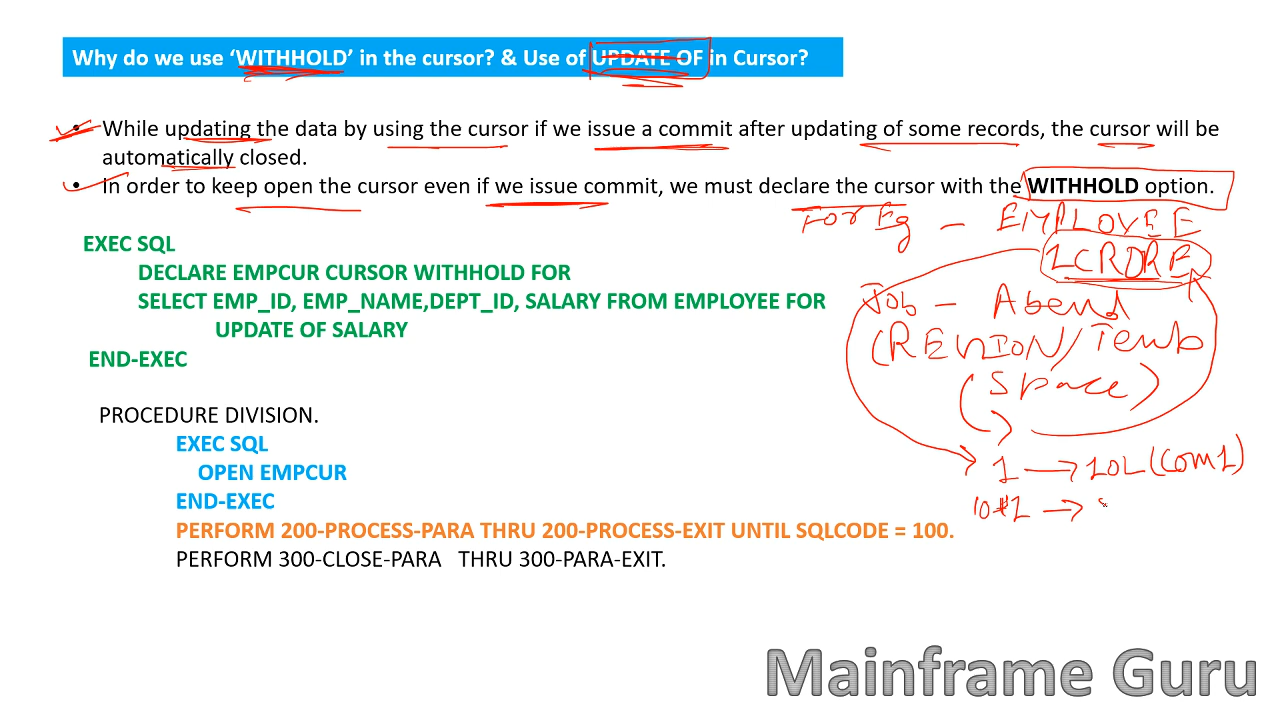 Why do we use ‘WITHHOLD’ in the cursor? & Use of UPDATE OF in Cursor?
• While updating the data by using the cursor if we issue a commit after updating of some records, the cursor will be
automatically closed.
• In order to keep open the cursor even if we issue commit, we must declare the cursor with the WITHHOLD option.
For Eg - EMPLOYEE
1 CRORE
EXEC SQL
DECLARE EMPCUR CURSOR WITHHOLD FOR
SELECT EMP_ID, EMP_NAME,DEPT_ID, SALARY FROM EMPLOYEE FOR
UPDATE OF SALARY
END-EXEC
Job - Abend
(REGION/Temb
(Space)
PROCEDURE DIVISION.
EXEC SQL
OPEN EMPCUR
END-EXEC
PERFORM 200-PROCESS-PARA THRU 200-PROCESS-EXIT UNTIL SQLCODE = 100.
PERFORM 300-CLOSE-PARA THRU 300-PARA-EXIT.
1 → 10L (Com1)
Mainframe Guru